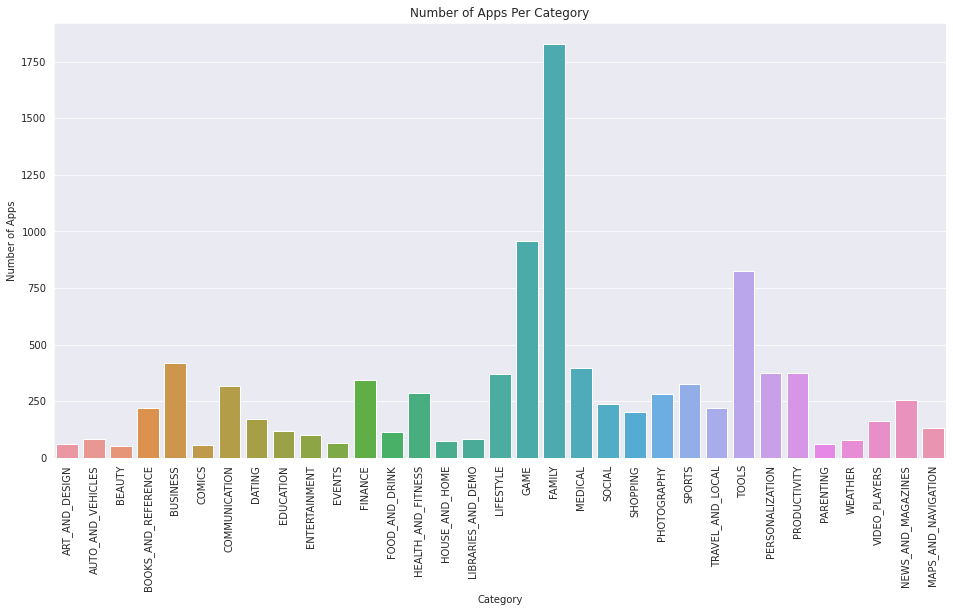 Number of Apps Per Category
Number of Apps
1750
1500
1250
1000
750
500
250
0
ART_AND_DESIGN
AUTO_AND_VEHICLES
BEAUTY
BOOKS_AND_REFERENCE
BUSINESS
COMICS
COMMUNICATION
DATING
EDUCATION
ENTERTAINMENT
EVENTS
FINANCE
FOOD_AND_DRINK
HEALTH_AND_FITNESS
HOUSE_AND_HOME
LIBRARIES_AND_DEMO
LIFESTYLE
GAME
FAMILY
MEDICAL
SOCIAL
SHOPPING
PHOTOGRAPHY
SPORTS
TRAVEL_AND_LOCAL
TOOLS
PERSONALIZATION
PRODUCTIVITY
PARENTING
WEATHER
VIDEO_PLAYERS
NEWS_AND_MAGAZINES
MAPS_AND_NAVIGATION
Category